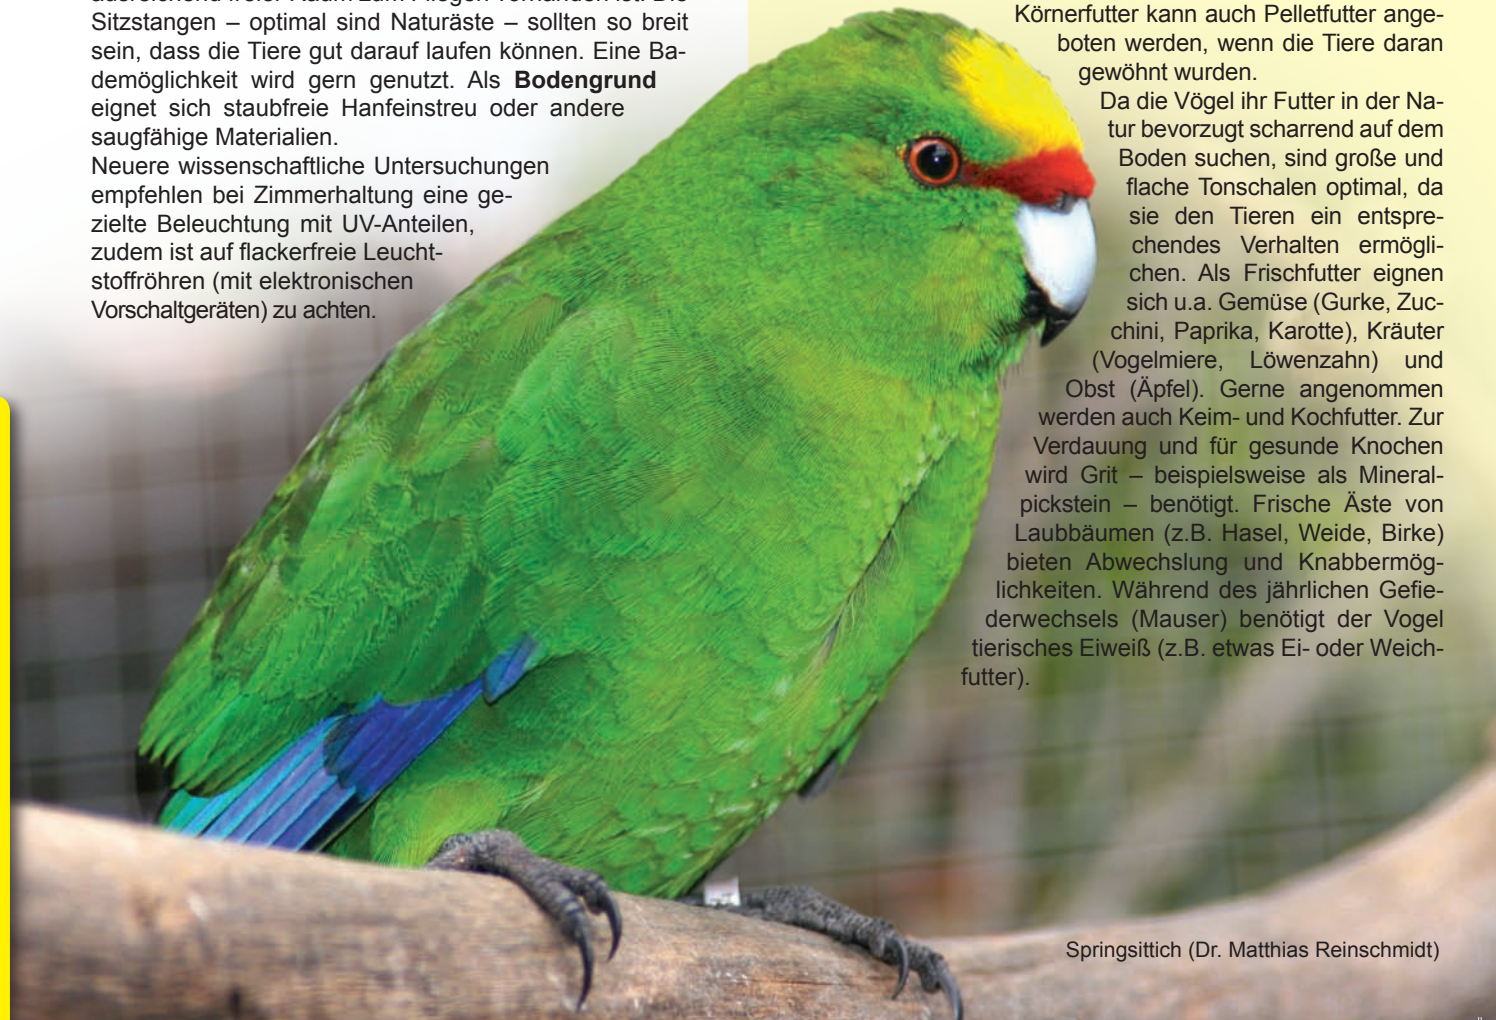 ausreichend freier Raum zum Fliegen vorhanden ist. Die
Sitzstangen – optimal sind Naturäste – sollten so breit
sein, dass die Tiere gut darauf laufen können. Eine Ba-
demöglichkeit wird gern genutzt. Als Bodengrund
eignet sich staubfreie Hanfeinstreu oder andere
saugfähige Materialien.
Neuere wissenschaftliche Untersuchungen
empfehlen bei Zimmerhaltung eine ge-
zielte Beleuchtung mit UV-Anteilen,
zudem ist auf flackerfreie Leucht-
stoffröhren (mit elektronischen
Vorschaltgeräten) zu achten.
Körnerfutter kann auch Pelletfutter ange-
boten werden, wenn die Tiere daran
gewöhnt wurden.
Da die Vögel ihr Futter in der Na-
tur bevorzugt scharrend auf dem
Boden suchen, sind große und
flache Tonschalen optimal, da
sie den Tieren ein entspre-
chendes Verhalten ermögli-
chen. Als Frischfutter eignen
sich u.a. Gemüse (Gurke, Zuc-
chini, Paprika, Karotte), Kräuter
(Vogelmiere, Löwenzahn) und
Obst (Äpfel). Gerne angenommen
werden auch Keim- und Kochfutter. Zur
Verdauung und für gesunde Knochen
wird Grit – beispielsweise als Mineral-
pickstein – benötigt. Frische Äste von
Laubbäumen (z.B. Hasel, Weide, Birke)
bieten Abwechslung und Knabbermög-
lichkeiten. Während des jährlichen Gefie-
derwechsels (Mauser) benötigt der Vogel
tierisches Eiweiß (z.B. etwas Ei- oder Weich-
futter).
Springsittich (Dr. Matthias Reinschmidt)